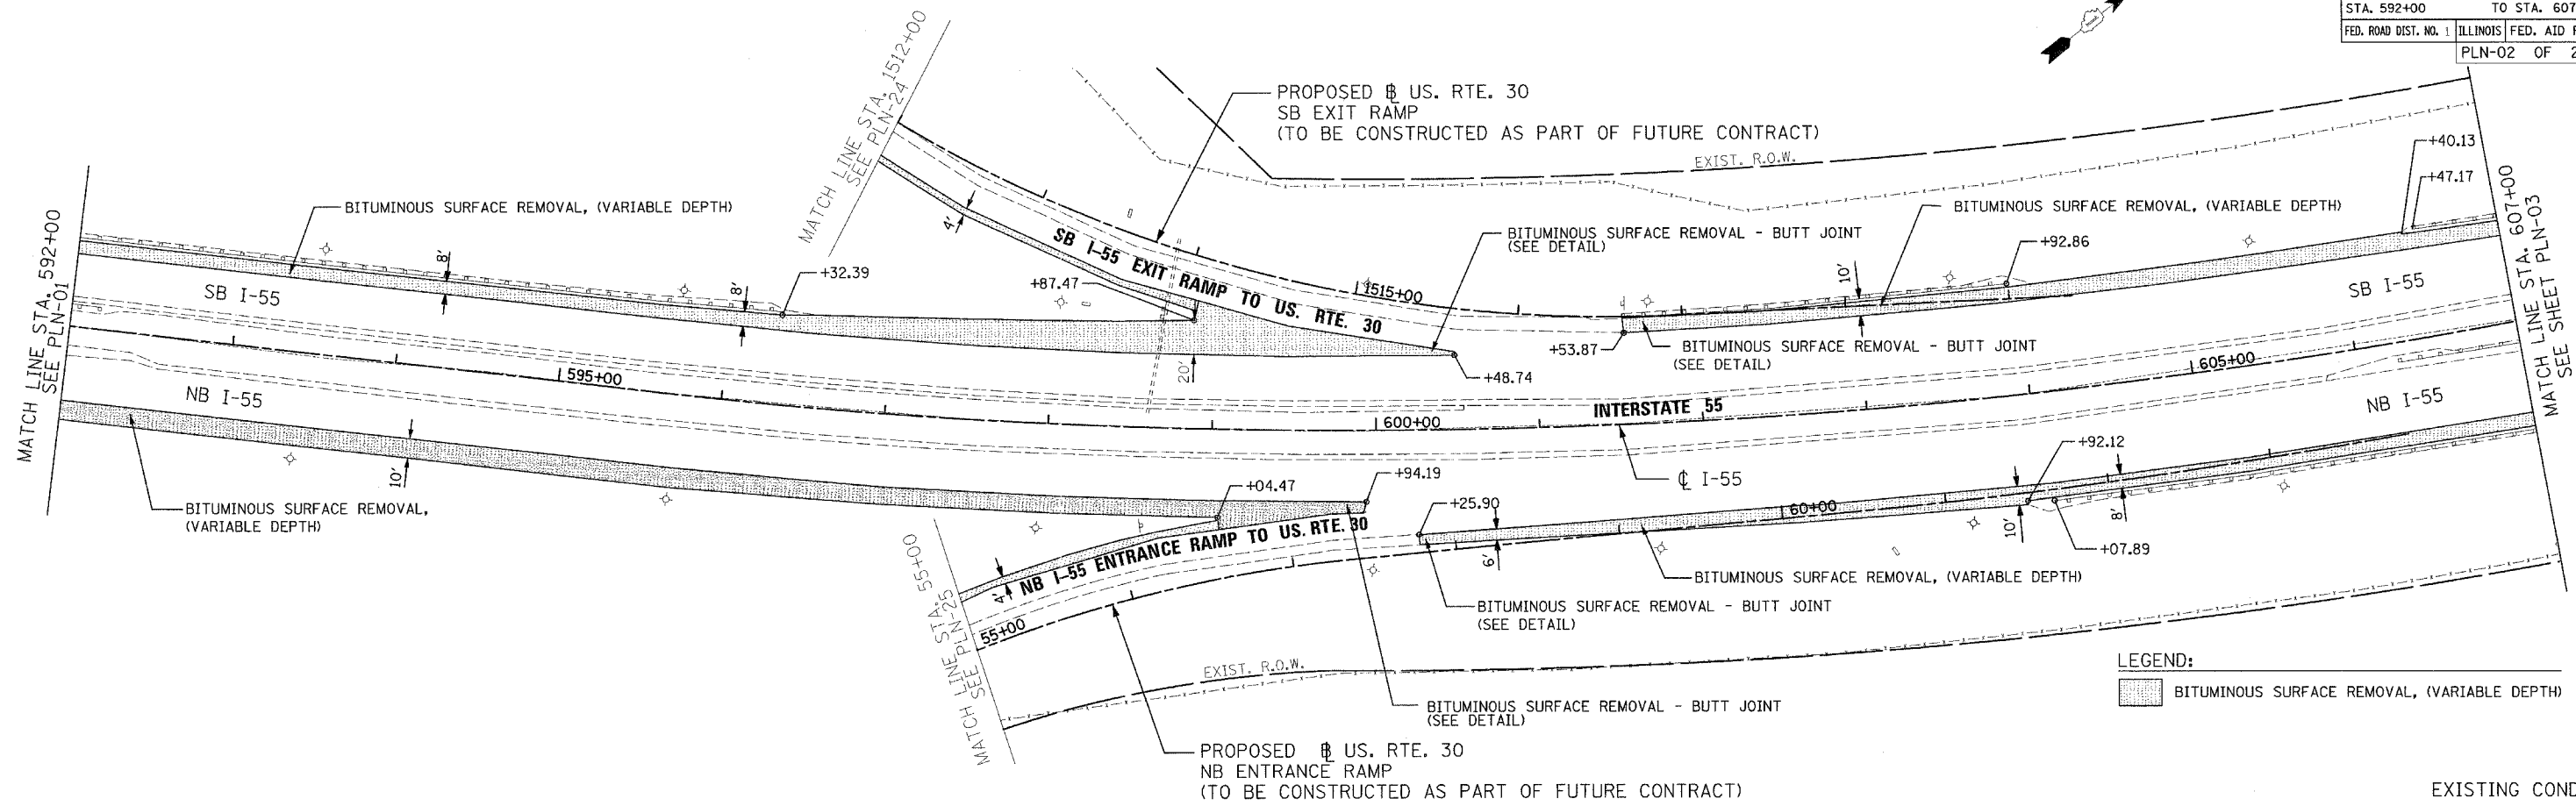 STA. 592+00 TO STA. 607
FED. ROAD DIST. NO. 1 ILLINOIS FED. AID
PLN-02 OF 2
MATCH LINE STA. 1512+00
SEE PLN-24
PROPOSED ℄ US. RTE. 30
SB EXIT RAMP
(TO BE CONSTRUCTED AS PART OF FUTURE CONTRACT)
EXIST. R.O.W.
+40.13
+47.17
MATCH LINE STA. 592+00
SEE PLN-01
BITUMINOUS SURFACE REMOVAL, (VARIABLE DEPTH)
8'
8'
+32.39
4'
SB I-55 EXIT RAMP TO US. RTE. 30
+87.47
1515+00
BITUMINOUS SURFACE REMOVAL - BUTT JOINT
(SEE DETAIL)
BITUMINOUS SURFACE REMOVAL, (VARIABLE DEPTH)
+92.86
10'
SB I-55
SB I-55
MATCH LINE STA. 607+00
SEE SHEET PLN-03
+53.87
BITUMINOUS SURFACE REMOVAL - BUTT JOINT
(SEE DETAIL)
20'
+48.74
595+00
600+00
INTERSTATE 55
605+00
NB I-55
NB I-55
10'
BITUMINOUS SURFACE REMOVAL,
(VARIABLE DEPTH)
+04.47
+94.19
℄ I-55
+92.12
+25.90
60+00
10'
8'
+07.89
6'
MATCH LINE STA. 55+00
SEE PLN-25
4'
NB I-55 ENTRANCE RAMP TO US. RTE. 30
55+00
BITUMINOUS SURFACE REMOVAL, (VARIABLE DEPTH)
BITUMINOUS SURFACE REMOVAL - BUTT JOINT
(SEE DETAIL)
EXIST. R.O.W.
BITUMINOUS SURFACE REMOVAL - BUTT JOINT
(SEE DETAIL)
PROPOSED ℄ US. RTE. 30
NB ENTRANCE RAMP
(TO BE CONSTRUCTED AS PART OF FUTURE CONTRACT)
LEGEND:
BITUMINOUS SURFACE REMOVAL, (VARIABLE DEPTH)
EXISTING COND